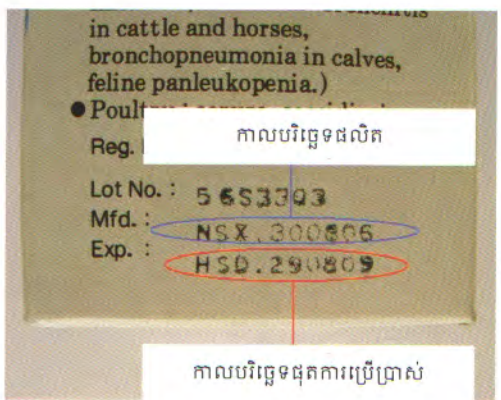 in cattle and horses,
bronchopneumonia in calves,
feline panleukopenia.)
កាលបរិច្ឆេទផលិត
Reg.
Lot No. : 56S3303
Mfd. : NSX.300806
Exp. : HSD.290809
កាលបរិច្ឆេទផុតការប្រើប្រាស់